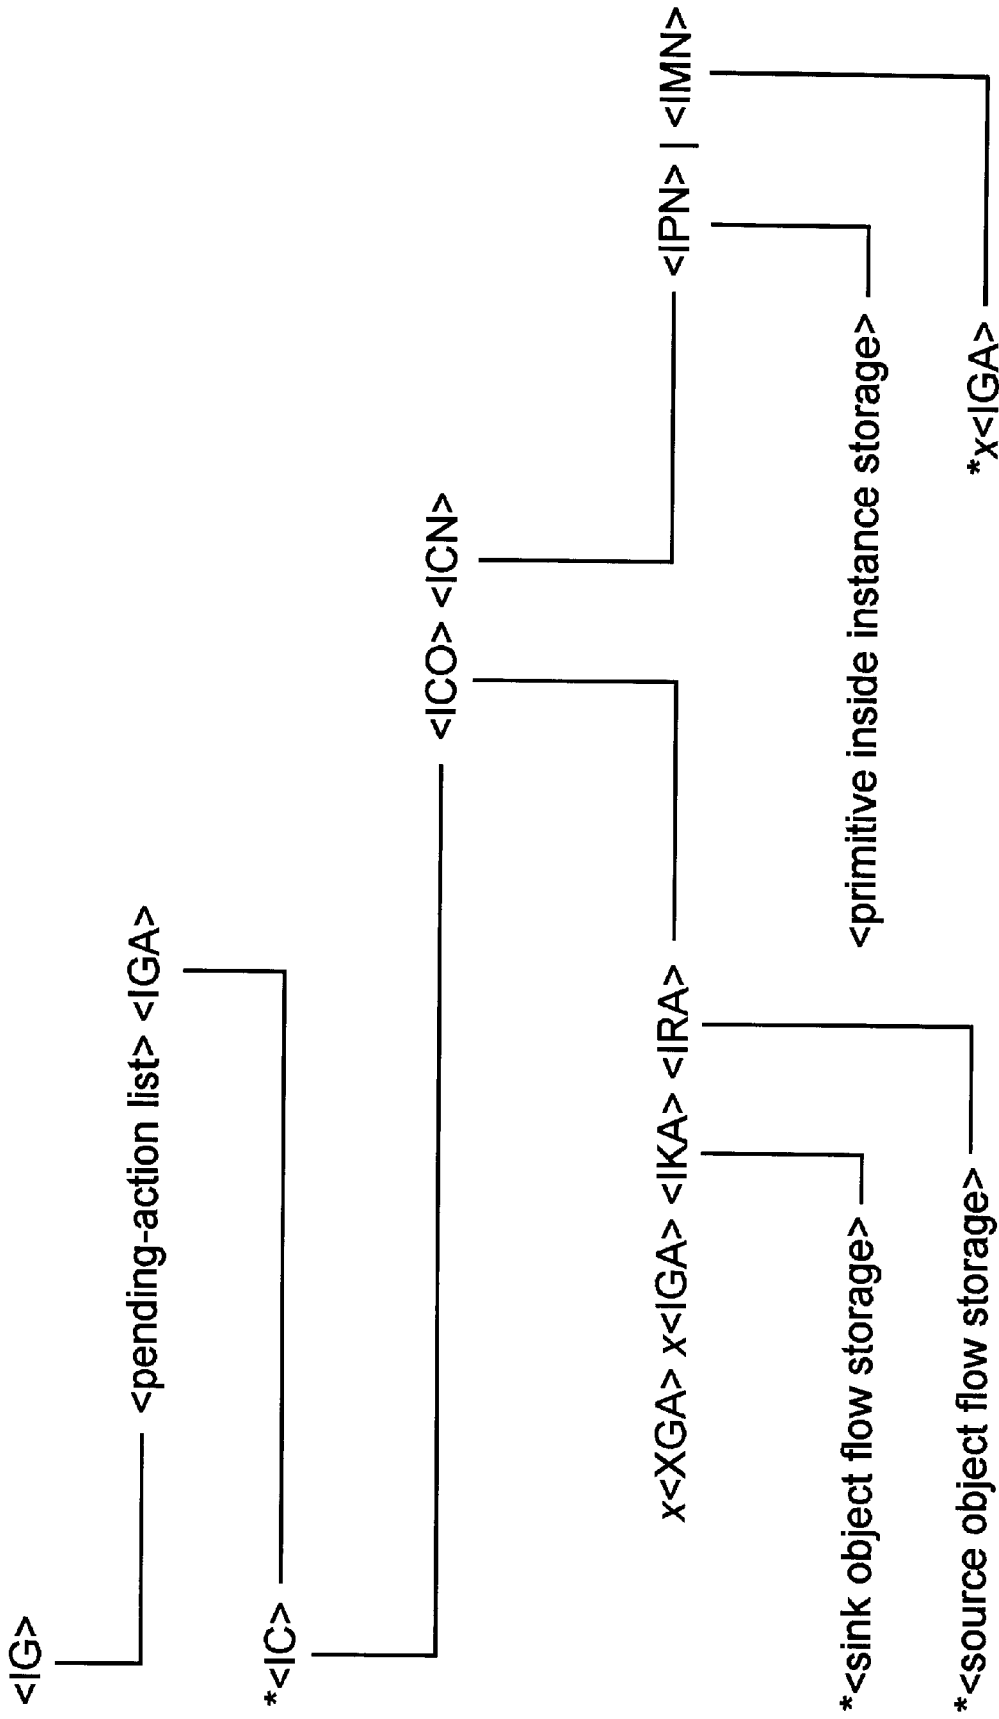 <IG>
<pending-action list> <IGA>
*<IC>
<ICO> <ICN>
x<XGA> x<IGA> <IKA> <IRA>
<IPN> | <IMN>
*<sink object flow storage>
<primitive inside instance storage>
*<source object flow storage>
*x<IGA>